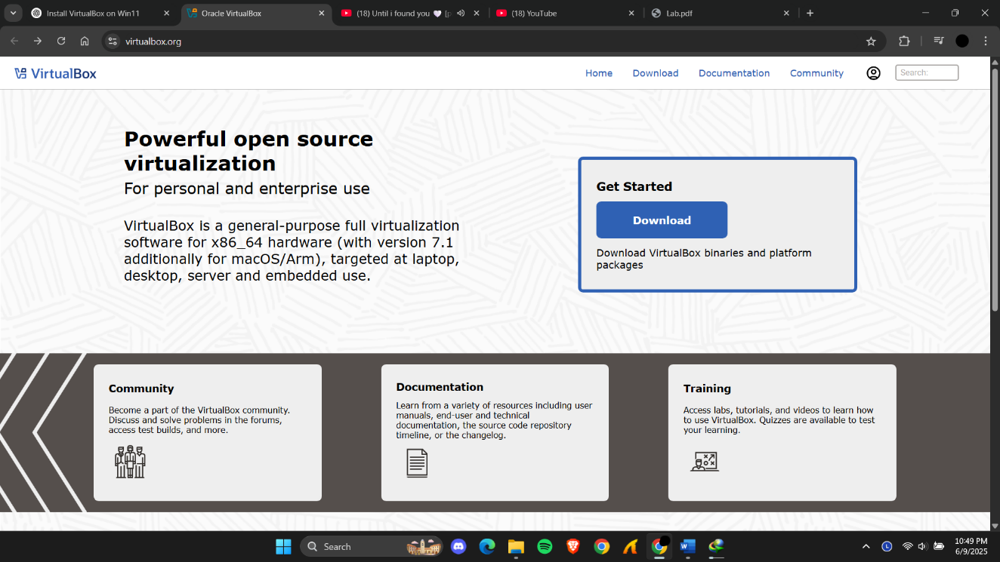 Install VirtualBox on Win11
Oracle VirtualBox
(18) Until i found you 🤍 [p
(18) YouTube
Lab.pdf
virtualbox.org
VirtualBox
Home
Download
Documentation
Community
Search:
Powerful open source
virtualization
For personal and enterprise use
VirtualBox is a general-purpose full virtualization
software for x86_64 hardware (with version 7.1
additionally for macOS/Arm), targeted at laptop,
desktop, server and embedded use.
Get Started
Download
Download VirtualBox binaries and platform
packages
Community
Become a part of the VirtualBox community.
Discuss and solve problems in the forums,
access test builds, and more.
Documentation
Learn from a variety of resources including user
manuals, end-user and technical
documentation, the source code repository
timeline, or the changelog.
Training
Access labs, tutorials, and videos to learn how
to use VirtualBox. Quizzes are available to test
your learning.
Search
L
10:49 PM
6/9/2025